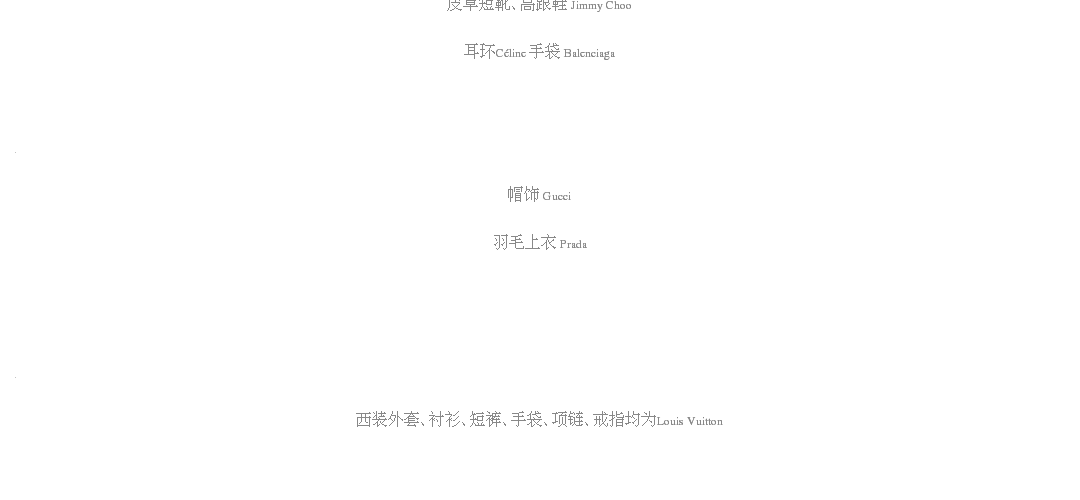 皮草短靴、高跟鞋 Jimmy Choo
耳环Céline 手袋 Balenciaga
帽饰 Gucci
羽毛上衣 Prada
西装外套、衬衫、短裤、手袋、项链、戒指均为Louis Vuitton